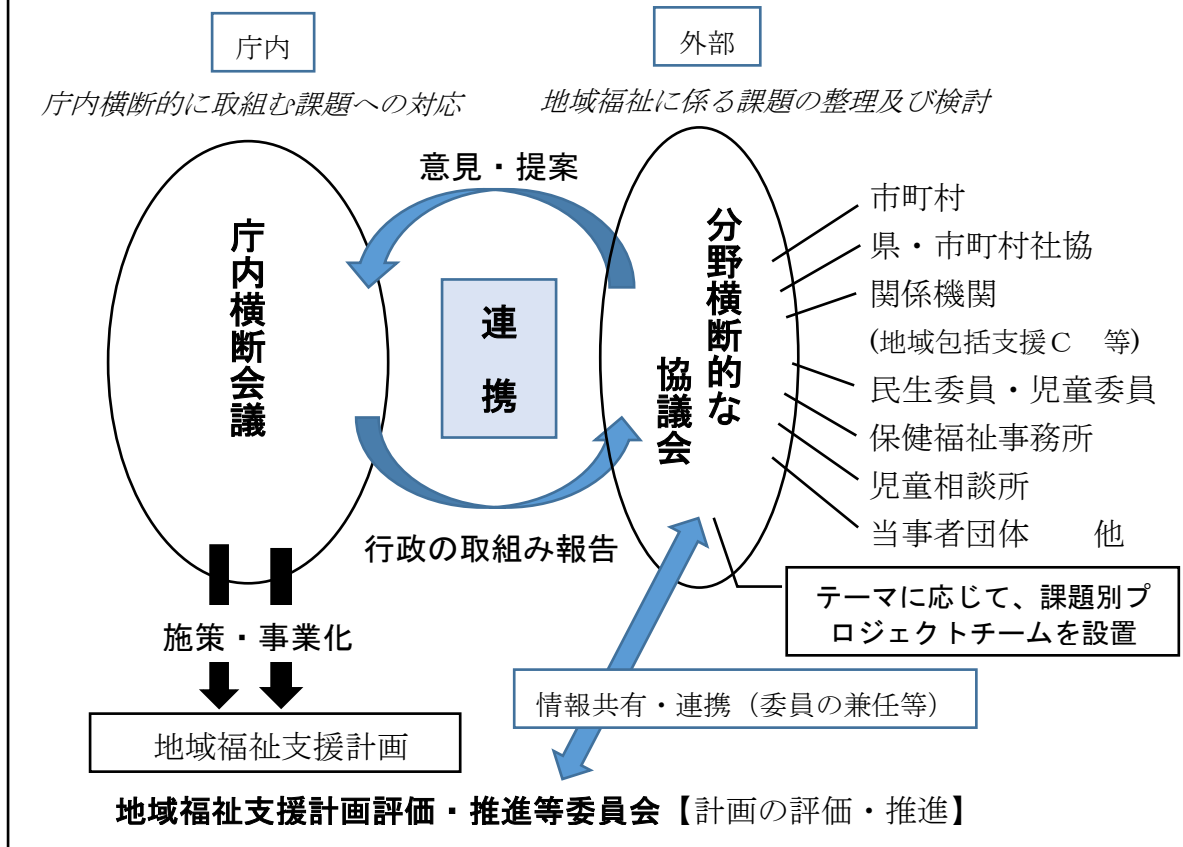 庁内
外部
庁内横断的に取組む課題への対応
地域福祉に係る課題の整理及び検討
意見・提案
庁内横断会議
連
携
分野横断的な
協議会
市町村
県・市町村社協
関係機関
(地域包括支援C　等)
民生委員・児童委員
保健福祉事務所
児童相談所
当事者団体　　他
行政の取組み報告
テーマに応じて、課題別プ
ロジェクトチームを設置
施策・事業化
情報共有・連携（委員の兼任等）
地域福祉支援計画
地域福祉支援計画評価・推進等委員会【計画の評価・推進】